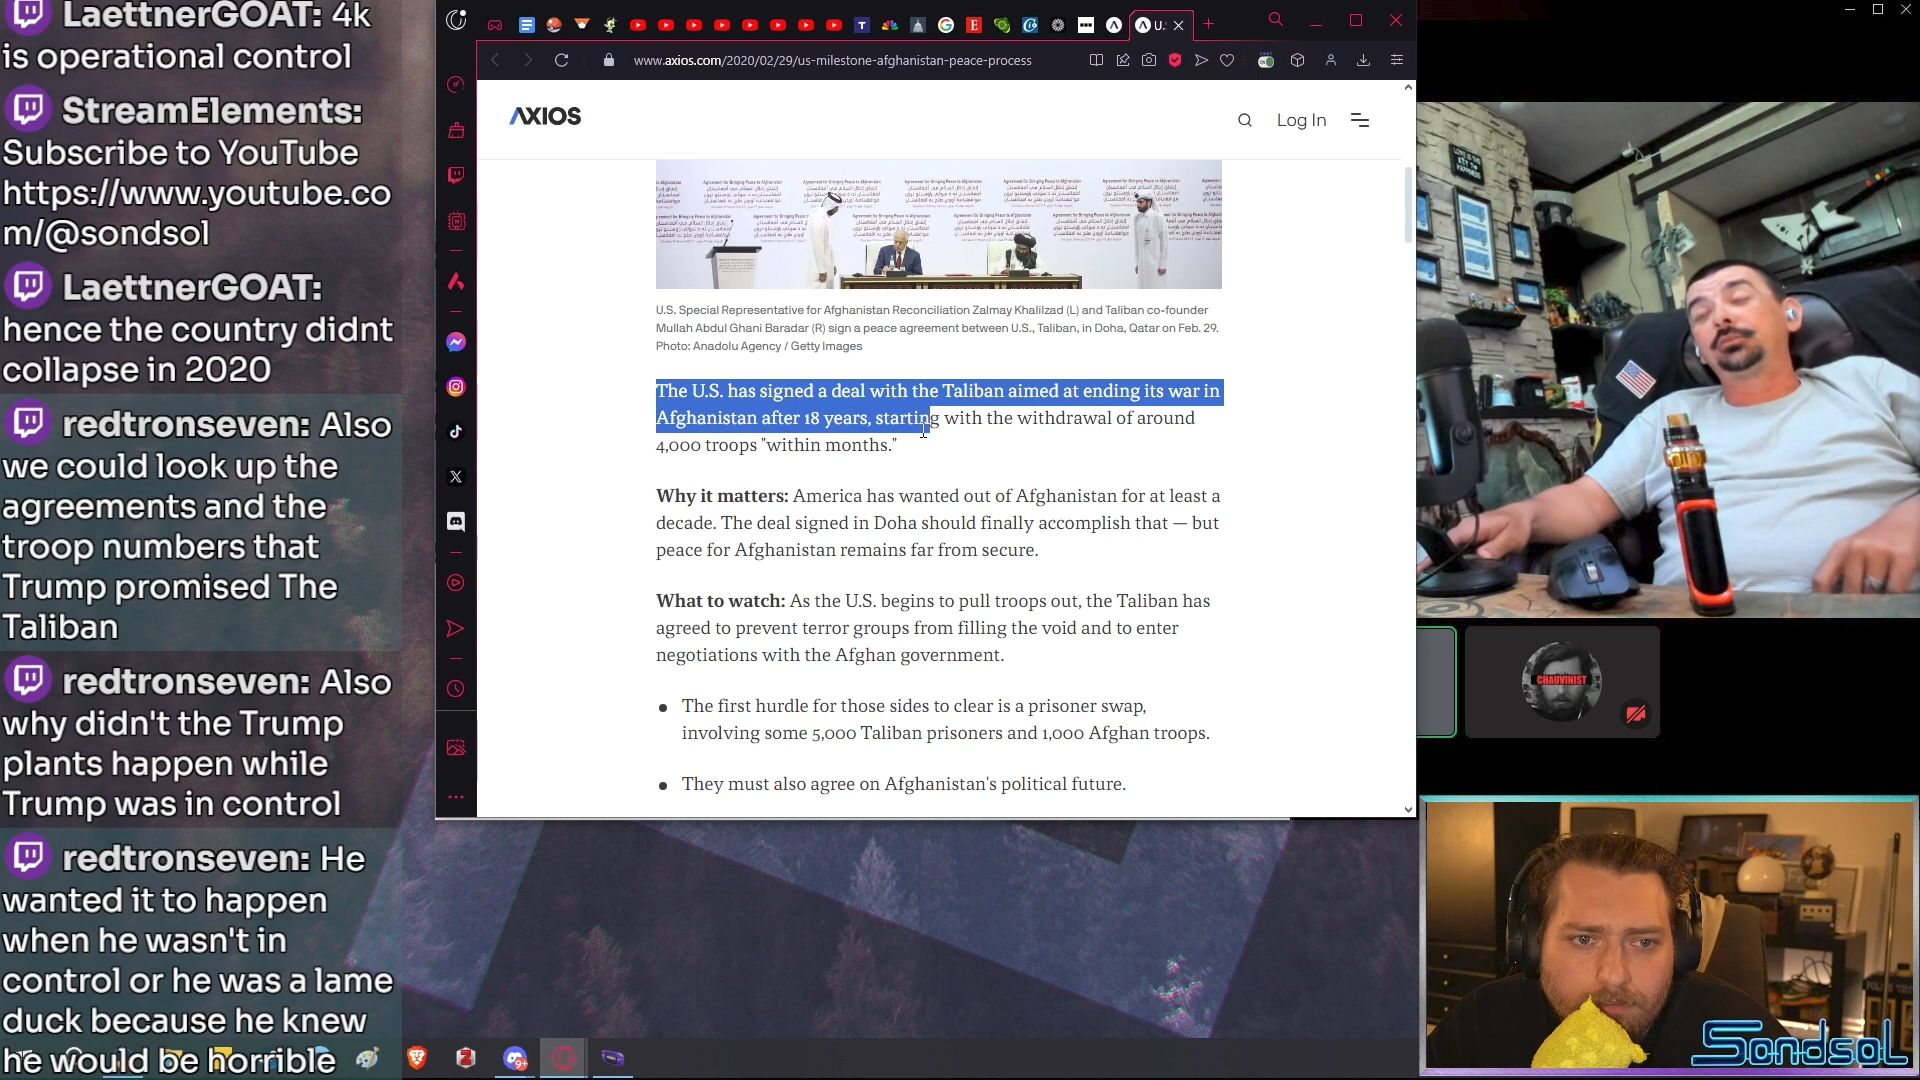 LaettnerGOAT: 4k
is operational control
StreamElements:
Subscribe to YouTube
https://www.youtube.co
m/@sondsol
LaettnerGOAT:
hence the country didnt
collapse in 2020
redtronseven: Also
we could look up the
agreements and the
troop numbers that
Trump promised The
Taliban
redtronseven: Also
why didn't the Trump
plants happen while
Trump was in control
redtronseven: He
wanted it to happen
when he wasn't in
control or he was a lame
duck because he knew
he would be horrible
U.
www.axios.com/2020/02/29/us-milestone-afghanistan-peace-process
AXIOS
Log In
U.S. Special Representative for Afghanistan Reconciliation Zalmay Khalilzad (L) and Taliban co-founder
Mullah Abdul Ghani Baradar (R) sign a peace agreement between U.S., Taliban, in Doha, Qatar on Feb. 29.
Photo: Anadolu Agency / Getty Images
The U.S. has signed a deal with the Taliban aimed at ending its war in
Afghanistan after 18 years, starting with the withdrawal of around
4,000 troops "within months."
Why it matters: America has wanted out of Afghanistan for at least a
decade. The deal signed in Doha should finally accomplish that — but
peace for Afghanistan remains far from secure.
What to watch: As the U.S. begins to pull troops out, the Taliban has
agreed to prevent terror groups from filling the void and to enter
negotiations with the Afghan government.
• The first hurdle for those sides to clear is a prisoner swap,
involving some 5,000 Taliban prisoners and 1,000 Afghan troops.
• They must also agree on Afghanistan's political future.
CHAUVINIST
Sondsol